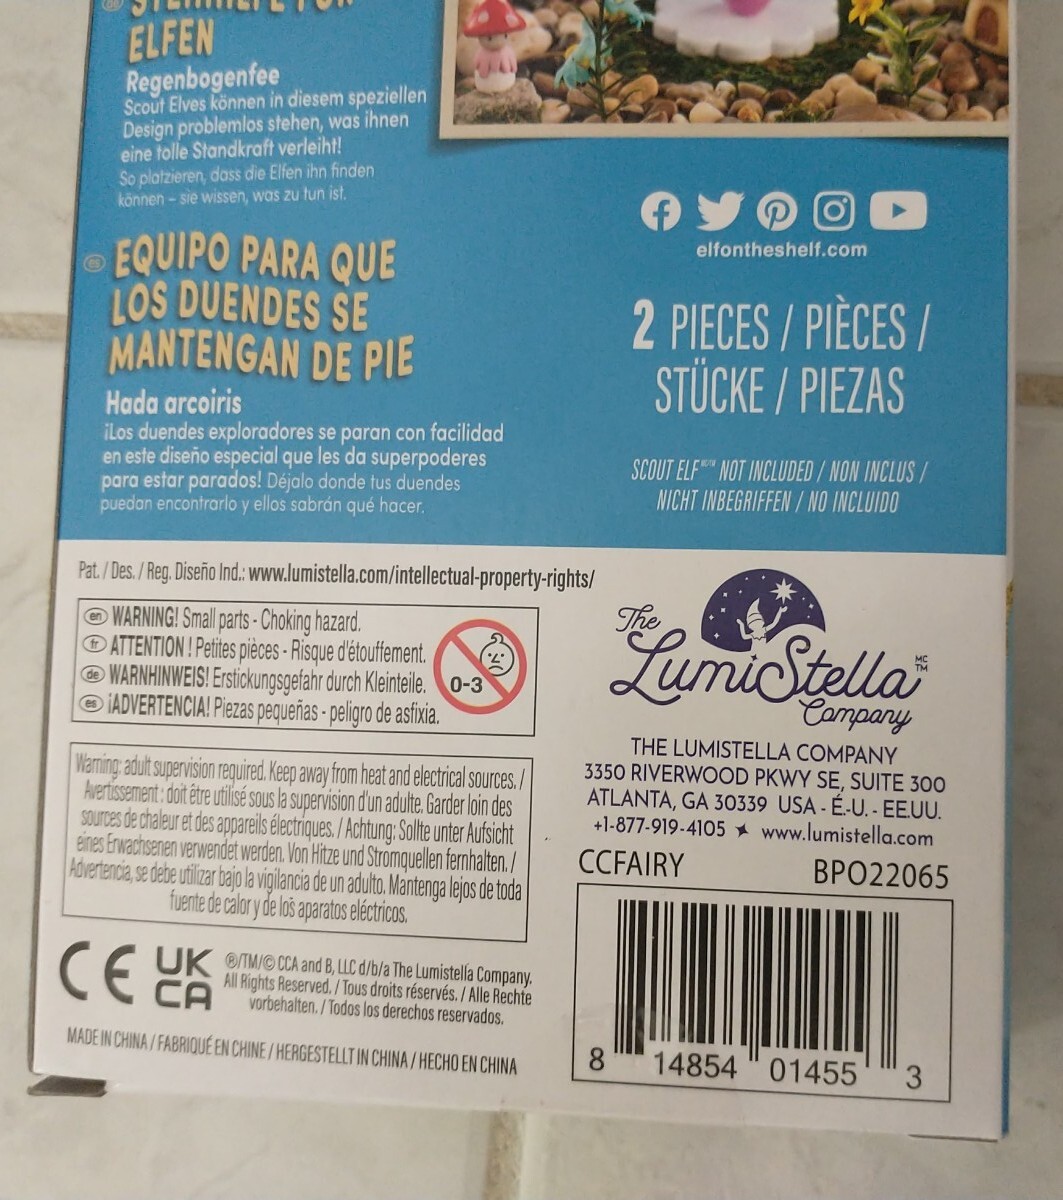 de
ELFEN
Regenbogenfee
Scout Elves können in diesem speziellen
Design problemlos stehen, was ihnen
eine tolle Standkraft verleiht!
So platzieren, dass die Elfen ihn finden
können – sie wissen, was zu tun ist.
es EQUIPO PARA QUE
LOS DUENDES SE
MANTENGAN DE PIE
Hada arcoiris
¡Los duendes exploradores se paran con facilidad
en este diseño especial que les da superpoderes
para estar parados! Déjalo donde tus duendes
puedan encontrarlo y ellos sabrán qué hacer.
elfontheshelf.com
2 PIECES / PIÈCES /
STÜCKE / PIEZAS
SCOUT ELF NOT INCLUDED / NON INCLUS /
NICHT INBEGRIFFEN / NO INCLUIDO
Pat. / Des. / Reg. Diseño Ind.: www.lumistella.com/intellectual-property-rights/
en WARNING! Small parts - Choking hazard.
fr ATTENTION ! Petites pièces - Risque d'étouffement.
de WARNHINWEIS! Erstickungsgefahr durch Kleinteile.
es ¡ADVERTENCIA! Piezas pequeñas - peligro de asfixia.
0-3
Warning: adult supervision required. Keep away from heat and electrical sources. /
Avertissement : doit être utilisé sous la supervision d'un adulte. Garder loin des
sources de chaleur et des appareils électriques. / Achtung: Sollte unter Aufsicht
eines Erwachsenen verwendet werden. Von Hitze und Stromquellen fernhalten. /
Advertencia, se debe utilizar bajo la vigilancia de un adulto. Mantenga lejos de toda
fuente de calor y de los aparatos eléctricos.
CE UK
CA
®/TM/© CCA and B, LLC d/b/a The Lumistella Company.
All Rights Reserved. / Tous droits réservés. / Alle Rechte
vorbehalten. / Todos los derechos reservados.
MADE IN CHINA / FABRIQUÉ EN CHINE / HERGESTELLT IN CHINA / HECHO EN CHINA
The
LumiStella MC TM
Company
THE LUMISTELLA COMPANY
3350 RIVERWOOD PKWY SE, SUITE 300
ATLANTA, GA 30339 USA - É.-U. - EE.UU.
+1-877-919-4105 www.lumistella.com
CCFAIRY BPO22065
8 14854 01455 3